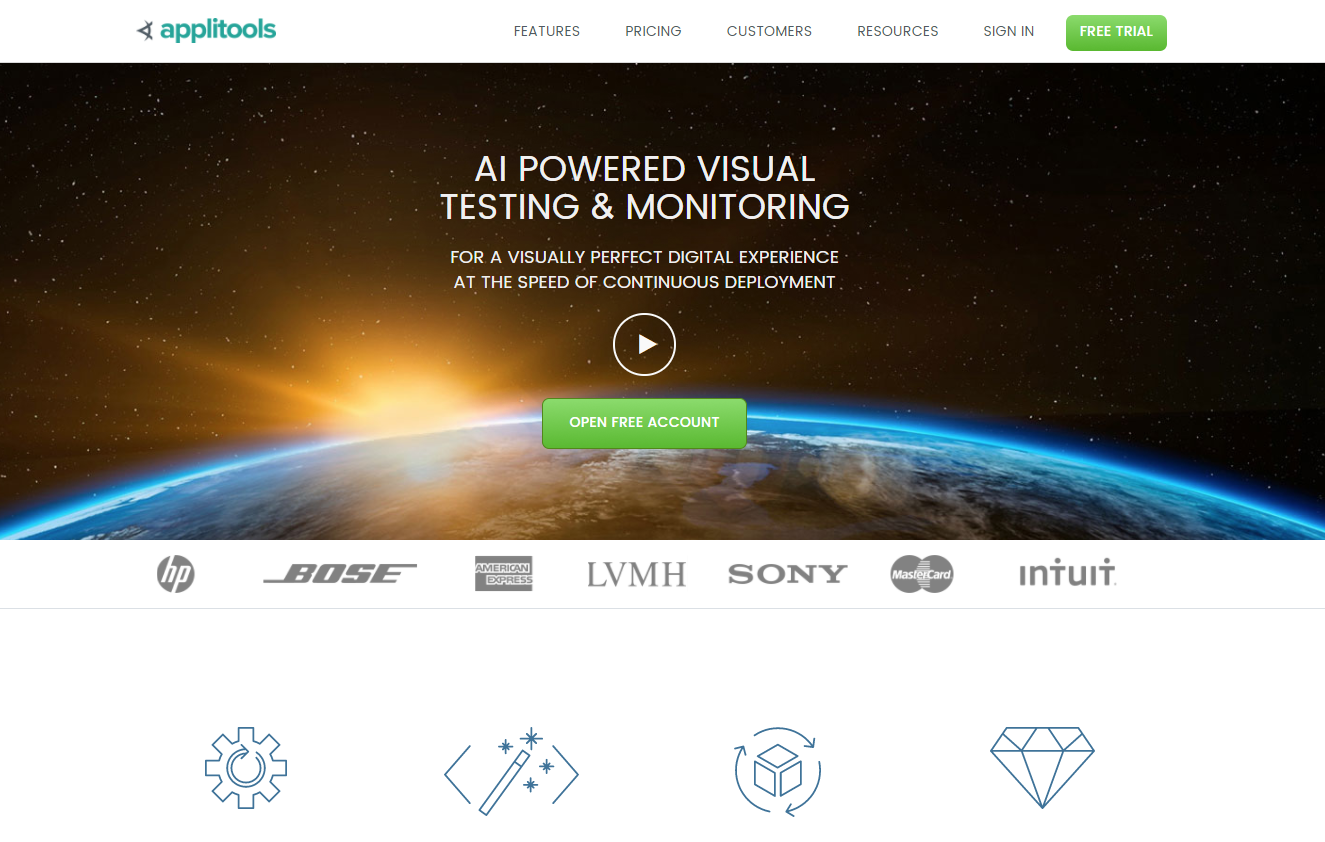 applitools
FEATURES PRICING CUSTOMERS RESOURCES SIGN IN FREE TRIAL
AI POWERED VISUAL
TESTING & MONITORING
FOR A VISUALLY PERFECT DIGITAL EXPERIENCE
AT THE SPEED OF CONTINUOUS DEPLOYMENT
OPEN FREE ACCOUNT
hp BOSE AMERICAN EXPRESS LVMH SONY MasterCard intuit